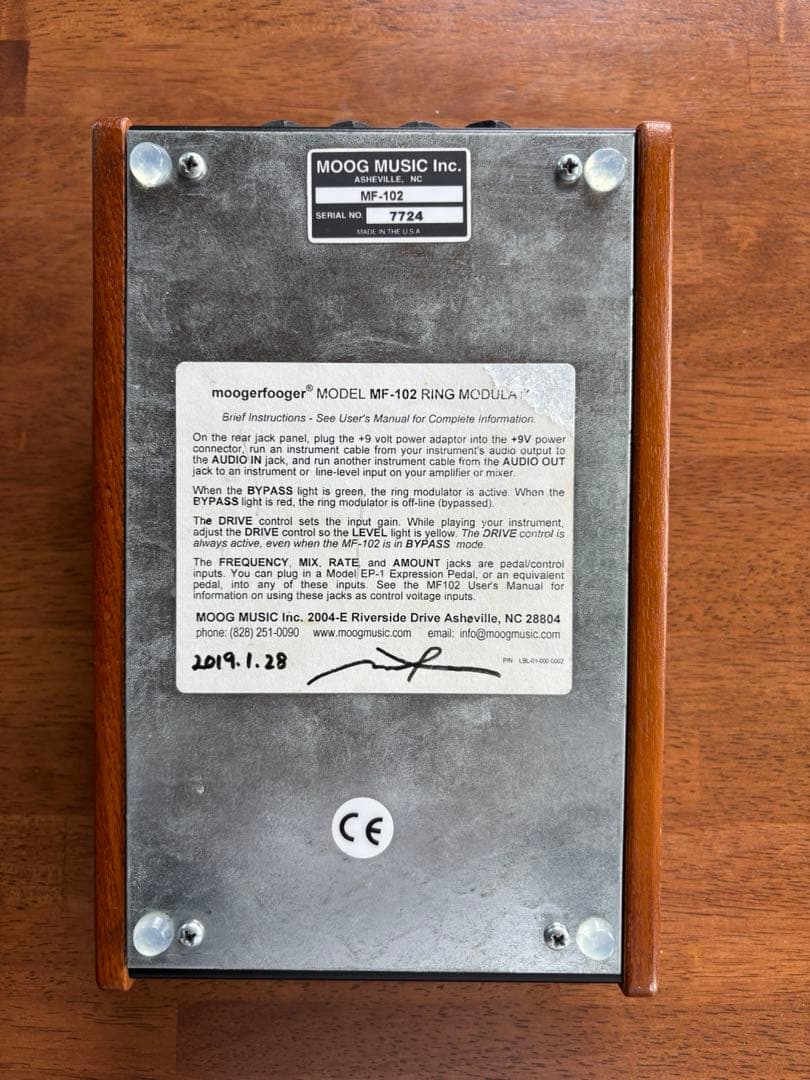 MOOG MUSIC Inc.
ASHEVILLE, NC
MF-102
SERIAL NO. 7724
MADE IN THE U.S.A
moogerfooger® MODEL MF-102 RING
Brief Instructions - See User's Manual for Complete Information.
On the rear jack panel, plug the +9 volt power adaptor into the +9V power
connector, run an instrument cable from your instrument's audio output to
the AUDIO IN jack, and run another instrument cable from the AUDIO OUT
jack to an instrument or line-level input on your amplifier or mixer.
When the BYPASS light is green, the ring modulator is active. When the
BYPASS light is red, the ring modulator is off-line (bypassed).
The DRIVE control sets the input gain. While playing your instrument,
adjust the DRIVE control so the LEVEL light is yellow. The DRIVE control is
always active, even when the MF-102 is in BYPASS mode.
The FREQUENCY, MIX, RATE, and AMOUNT jacks are pedal/control
inputs. You can plug in a Model EP-1 Expression Pedal, or an equivalent
pedal, into any of these inputs. See the MF102 User's Manual for
information on using these jacks as control voltage inputs.
MOOG MUSIC Inc. 2004-E Riverside Drive Asheville, NC 28804
phone: (828) 251-0090 www.moogmusic.com email: info@moogmusic.com
2019.1.28
P/N LBL-01-000-0002
CE